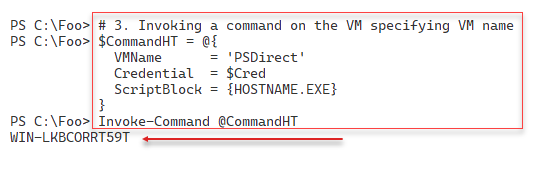 PS C:\Foo> # 3. Invoking a command on the VM specifying VM name
PS C:\Foo> $CommandHT = @{
  VMName      = 'PSDirect'
  Credential  = $Cred
  ScriptBlock = {HOSTNAME.EXE}
}
PS C:\Foo> Invoke-Command @CommandHT
WIN-LKBCORRT59T